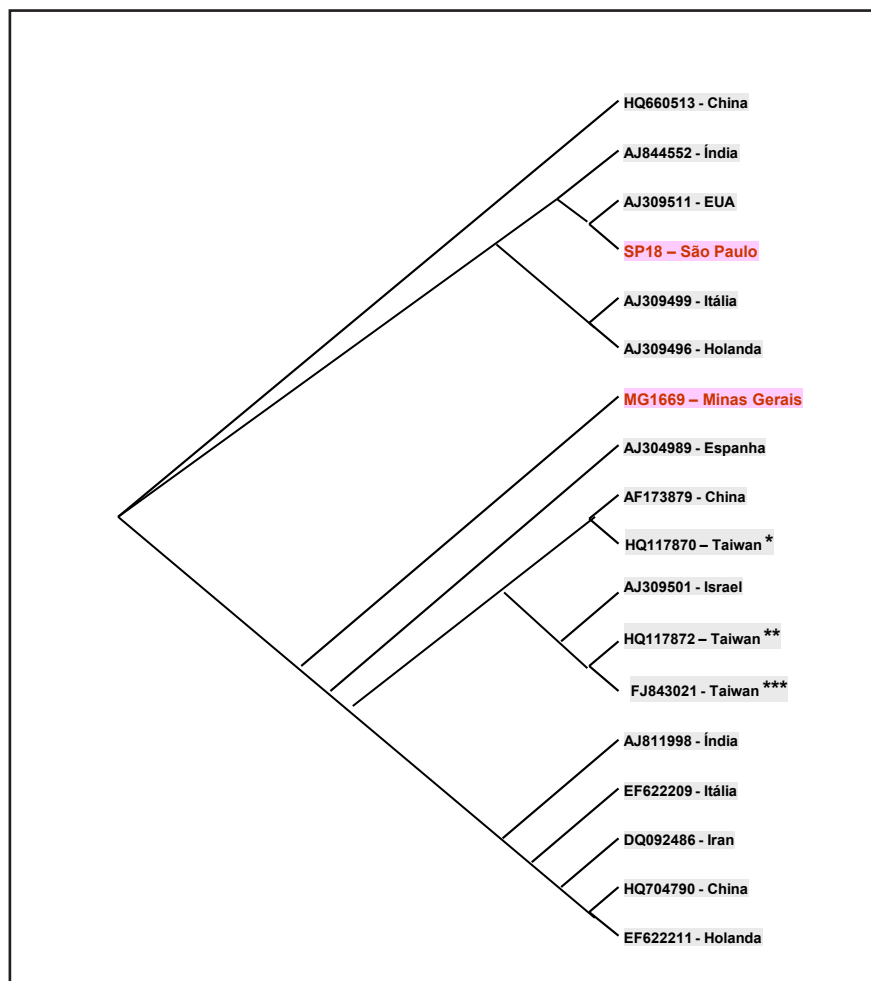 HQ660513 - China
AJ844552 - Índia
AJ309511 - EUA
SP18 – São Paulo
AJ309499 - Itália
AJ309496 - Holanda
MG1669 – Minas Gerais
AJ304989 - Espanha
AF173879 - China
HQ117870 – Taiwan *
AJ309501 - Israel
HQ117872 – Taiwan **
FJ843021 - Taiwan ***
AJ811998 - Índia
EF622209 - Itália
DQ092486 - Iran
HQ704790 - China
EF622211 - Holanda